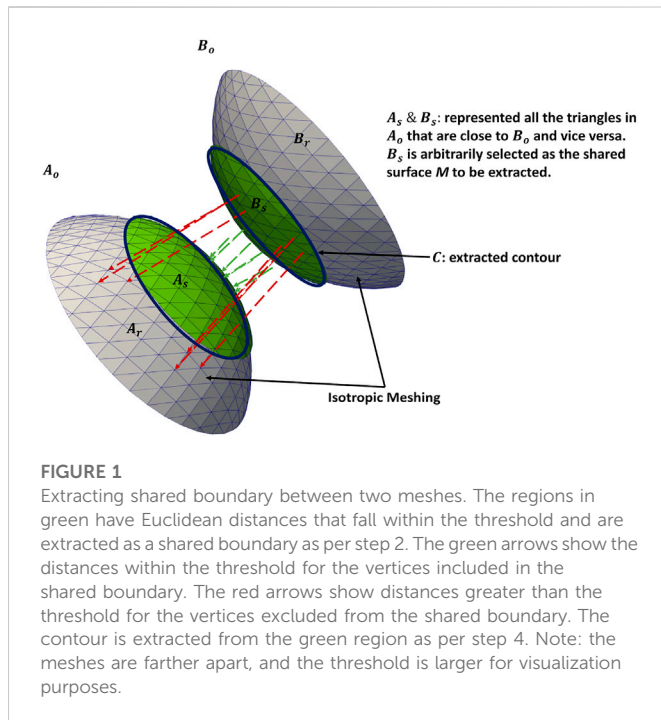 B_o
A_s & B_s: represented all the triangles in
A_o that are close to B_o and vice versa.
B_s is arbitrarily selected as the shared
surface M to be extracted.
B_r
A_o
B_s
C: extracted contour
A_s
A_r
Isotropic Meshing
FIGURE 1
Extracting shared boundary between two meshes. The regions in
green have Euclidean distances that fall within the threshold and are
extracted as a shared boundary as per step 2. The green arrows show the
distances within the threshold for the vertices included in the
shared boundary. The red arrows show distances greater than the
threshold for the vertices excluded from the shared boundary. The
contour is extracted from the green region as per step 4. Note: the
meshes are farther apart, and the threshold is larger for visualization
purposes.